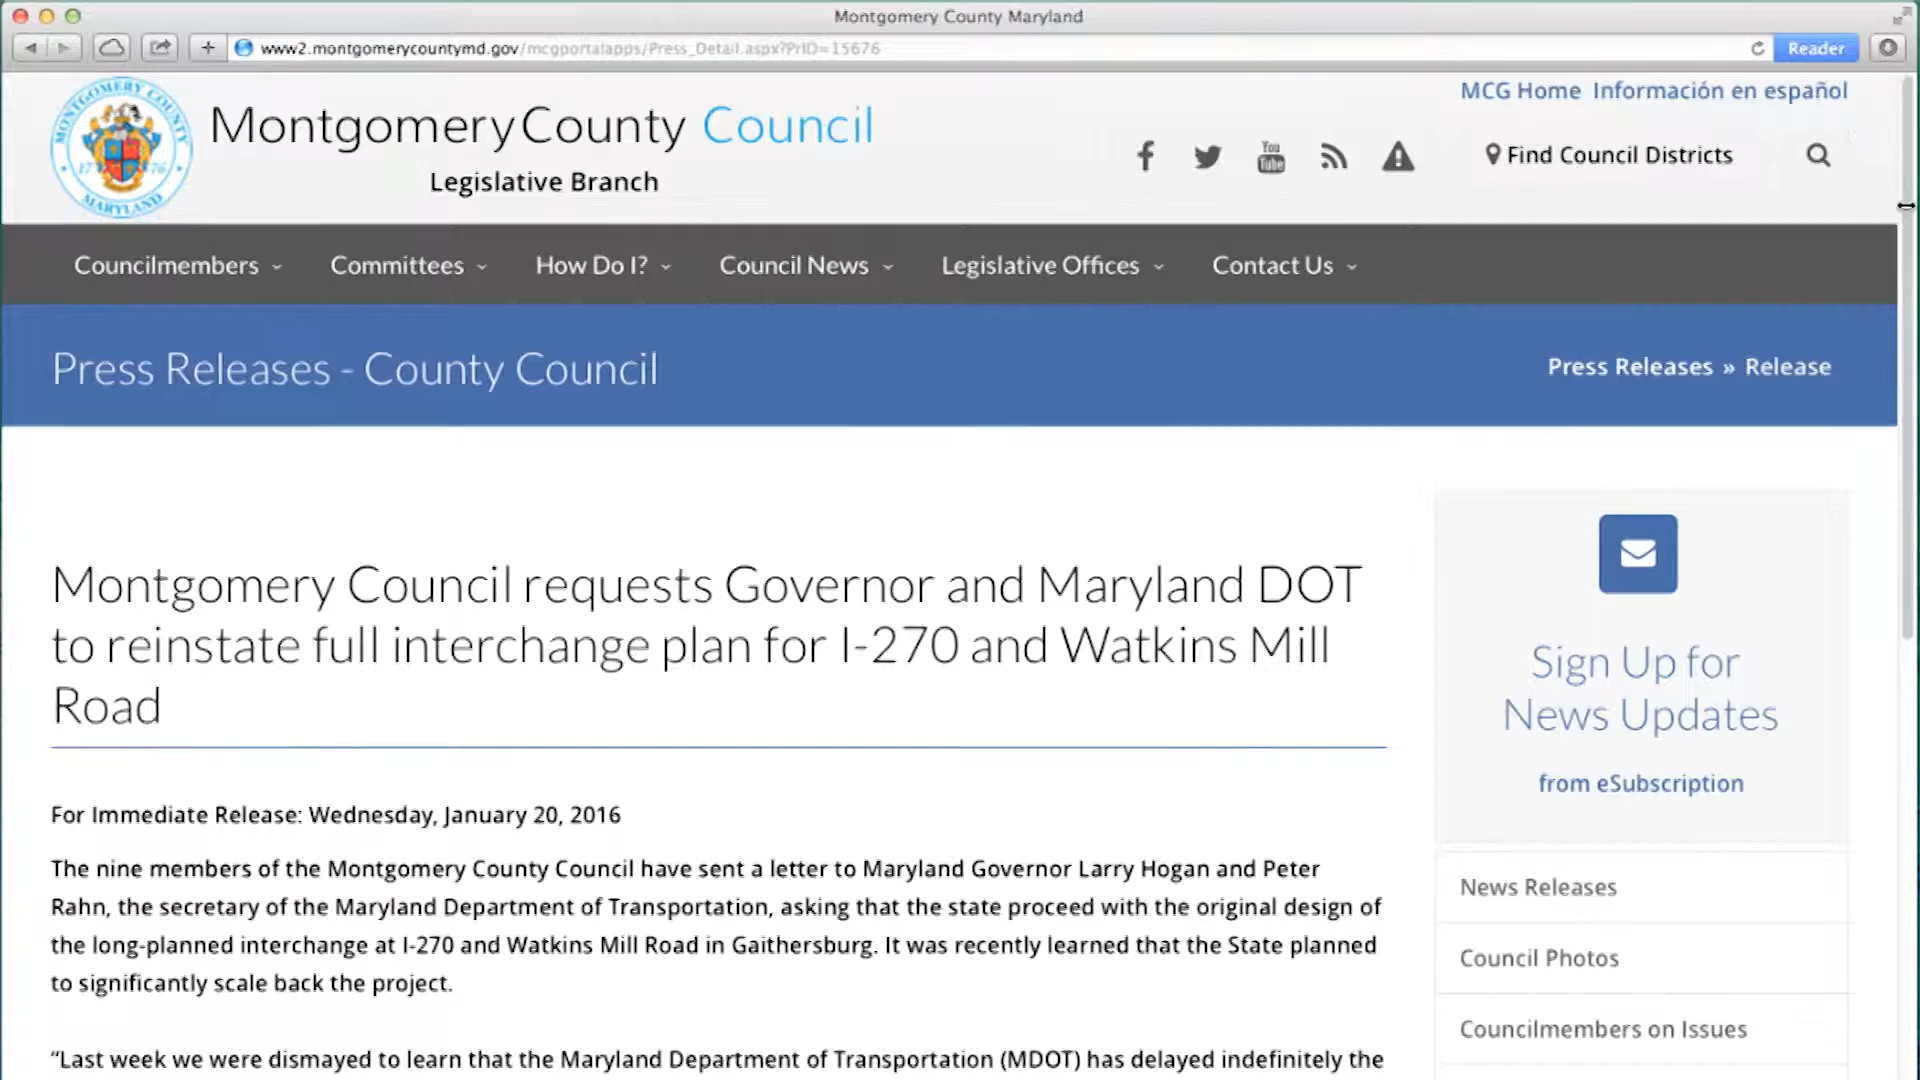 Montgomery County Maryland
www2.montgomerycountymd.gov/mcgportalapps/Press_Detail.aspx?PrID=15676
Reader
MCG Home Información en español
MONTGOMERY COUNTY
17 76
MARYLAND
Montgomery County Council
Legislative Branch
You
Tube
Find Council Districts
Councilmembers
Committees
How Do I?
Council News
Legislative Offices
Contact Us
Press Releases - County Council
Press Releases » Release
Montgomery Council requests Governor and Maryland DOT
to reinstate full interchange plan for I-270 and Watkins Mill
Road
For Immediate Release: Wednesday, January 20, 2016
The nine members of the Montgomery County Council have sent a letter to Maryland Governor Larry Hogan and Peter
Rahn, the secretary of the Maryland Department of Transportation, asking that the state proceed with the original design of
the long-planned interchange at I-270 and Watkins Mill Road in Gaithersburg. It was recently learned that the State planned
to significantly scale back the project.
“Last week we were dismayed to learn that the Maryland Department of Transportation (MDOT) has delayed indefinitely the
Sign Up for
News Updates
from eSubscription
News Releases
Council Photos
Councilmembers on Issues